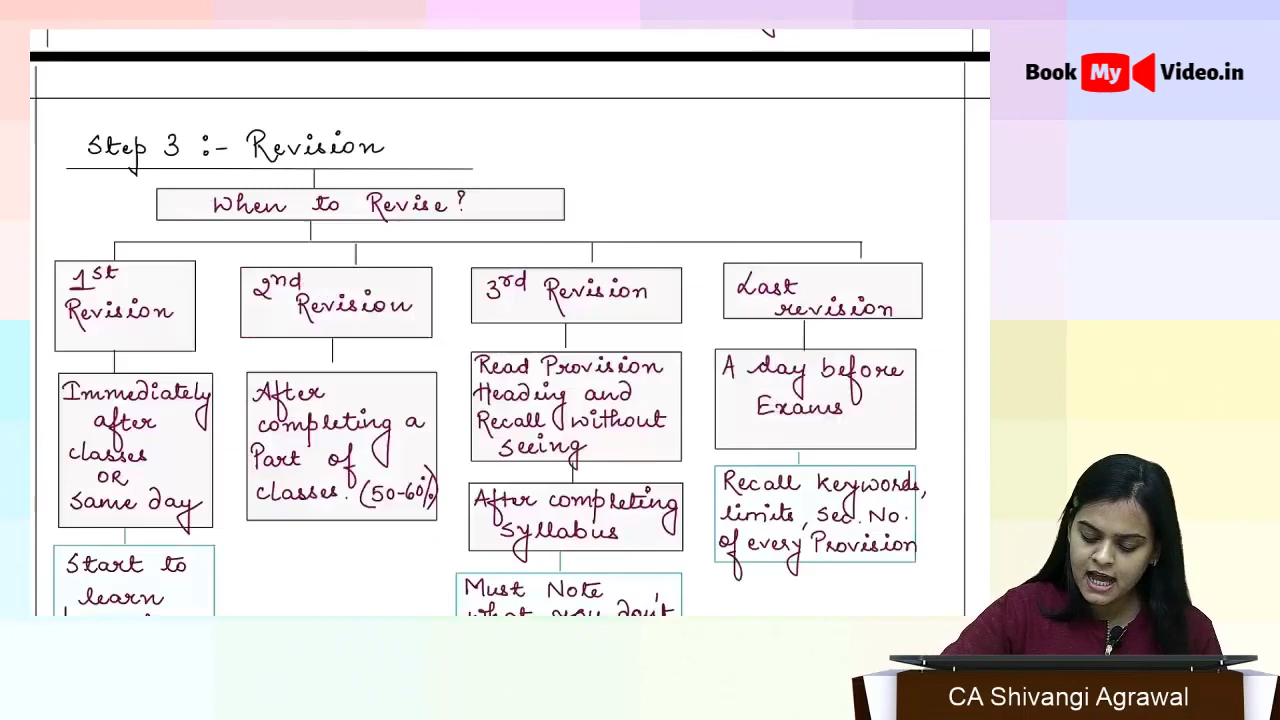 Book My Video.in
Step 3 :- Revision
When to Revise?
1st
Revision
2nd
Revision
3rd Revision
Last
revision
Immediately
after
classes
OR
same day
After
completing a
Part of
classes. (50-60%)
Read Provision
Heading and
Recall without
seeing
A day before
Exams
After completing
syllabus
Recall keywords,
limits, Sec. No.
of every Provision
Start to
learn
Must Note
what you don't
CA Shivangi Agrawal